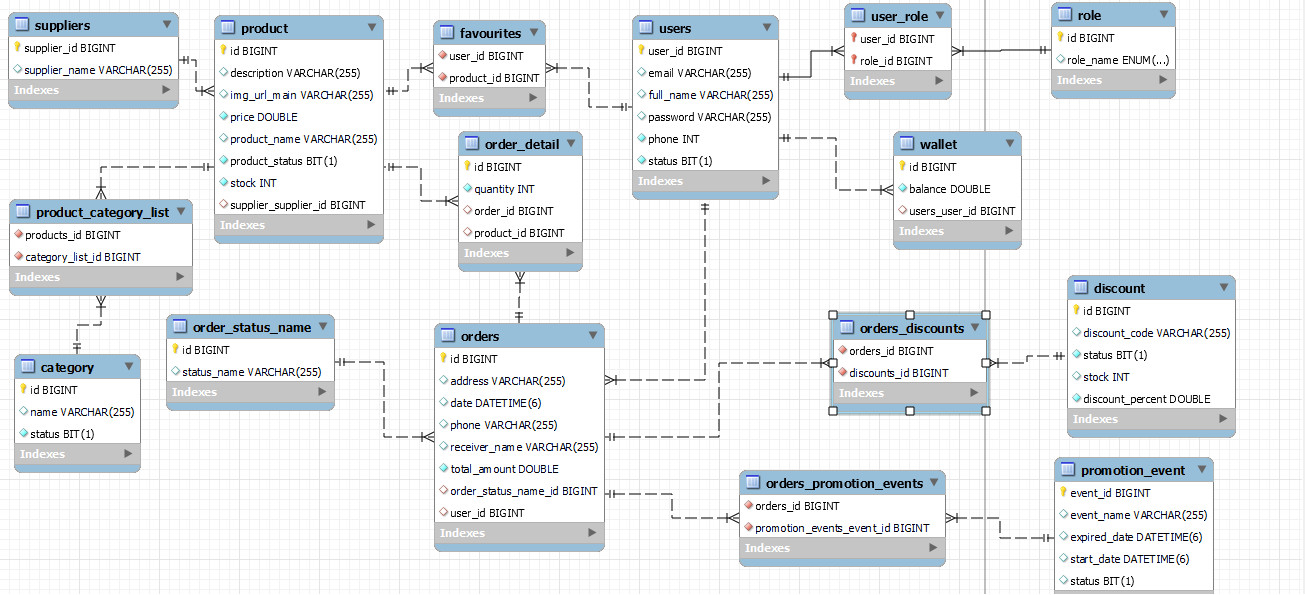 suppliers
supplier_id BIGINT
supplier_name VARCHAR(255)
Indexes
product
id BIGINT
description VARCHAR(255)
img_url_main VARCHAR(255)
price DOUBLE
product_name VARCHAR(255)
product_status BIT(1)
stock INT
supplier_supplier_id BIGINT
Indexes
favourites
user_id BIGINT
product_id BIGINT
Indexes
users
user_id BIGINT
email VARCHAR(255)
full_name VARCHAR(255)
password VARCHAR(255)
phone INT
status BIT(1)
Indexes
user_role
user_id BIGINT
role_id BIGINT
Indexes
role
id BIGINT
role_name ENUM(...)
Indexes
order_detail
id BIGINT
quantity INT
order_id BIGINT
product_id BIGINT
Indexes
wallet
id BIGINT
balance DOUBLE
users_user_id BIGINT
Indexes
product_category_list
products_id BIGINT
category_list_id BIGINT
Indexes
category
id BIGINT
name VARCHAR(255)
status BIT(1)
Indexes
order_status_name
id BIGINT
status_name VARCHAR(255)
Indexes
orders
id BIGINT
address VARCHAR(255)
date DATETIME(6)
phone VARCHAR(255)
receiver_name VARCHAR(255)
total_amount DOUBLE
order_status_name_id BIGINT
user_id BIGINT
Indexes
orders_discounts
orders_id BIGINT
discounts_id BIGINT
Indexes
discount
id BIGINT
discount_code VARCHAR(255)
status BIT(1)
stock INT
discount_percent DOUBLE
Indexes
orders_promotion_events
orders_id BIGINT
promotion_events_event_id BIGINT
Indexes
promotion_event
event_id BIGINT
event_name VARCHAR(255)
expired_date DATETIME(6)
start_date DATETIME(6)
status BIT(1)